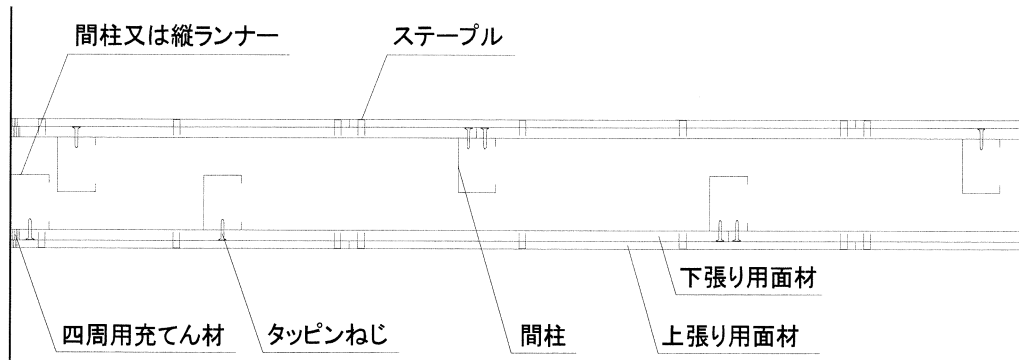 間柱又は縦ランナー
ステープル
下張り用面材
四周用充てん材
タッピンねじ
間柱
上張り用面材